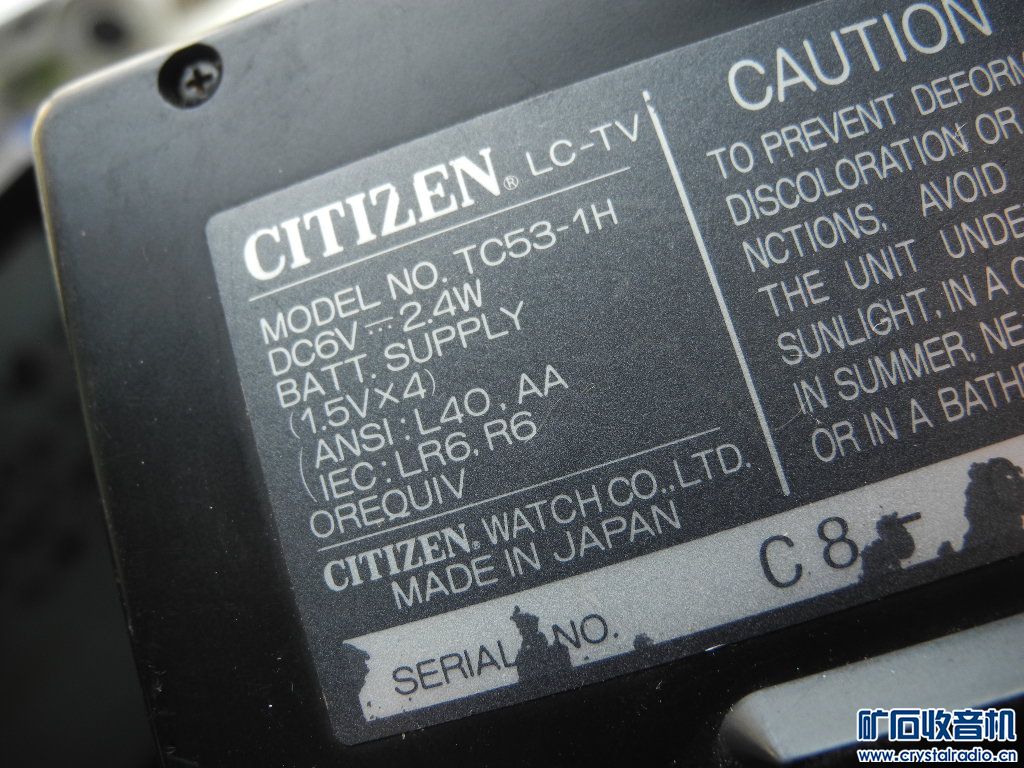 CITIZEN® LC-TV
MODEL NO. TC53-1H
DC6V⎓2.4W
BATT. SUPPLY
(1.5V×4)
(ANSI: L40, AA
(IEC: LR6, R6
OREQUIV
CITIZEN. WATCH CO., LTD.
MADE IN JAPAN
SERIAL NO.
C8
CAUTION
TO PREVENT DEFORM
DISCOLORATION OR
NCTIONS, AVOID
THE UNIT UNDE
SUNLIGHT, IN A
IN SUMMER, NE
OR IN A BATH
矿石收音机
www.crystalradio.cn